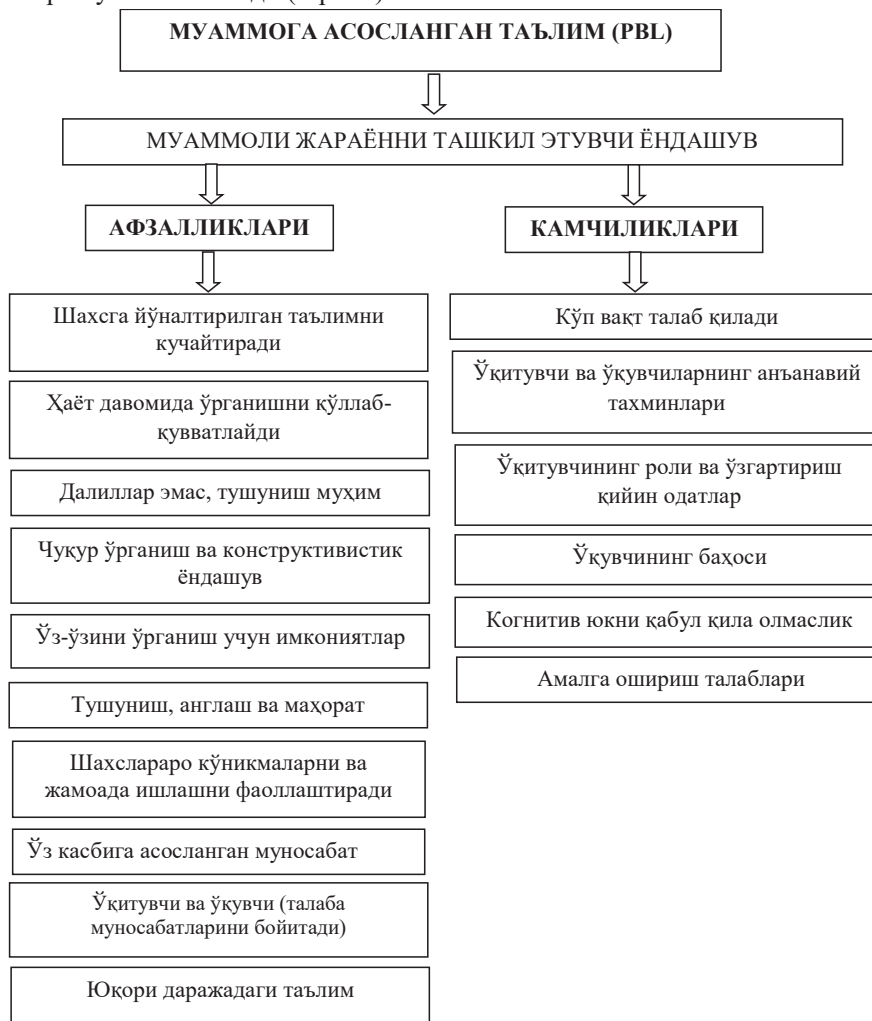 МУАММОГА АСОСЛАНГАН ТАЪЛИМ (PBL)
МУАММОЛИ ЖАРАЁННИ ТАШКИЛ ЭТУВЧИ ЁНДАШУВ
АФЗАЛЛИКЛАРИ
Шахсга йўналтирилган таълимни
кучайтиради
Ҳаёт давомида ўрганишни қўллаб-
қувватлайди
Далиллар эмас, тушуниш муҳим
Чуқур ўрганиш ва конструктивистик
ёндашув
Ўз-ўзини ўрганиш учун имкониятлар
Тушуниш, англаш ва маҳорат
Шахслараро кўникмаларни ва
жамоада ишлашни фаоллаштиради
Ўз касбига асосланган муносабат
Ўқитувчи ва ўқувчи (талаба
муносабатларини бойитади)
Юқори даражадаги таълим
КАМЧИЛИКЛАРИ
Кўп вақт талаб қилади
Ўқитувчи ва ўқувчиларнинг анъанавий
тахминлари
Ўқитувчининг роли ва ўзгартириш
қийин одатлар
Ўқувчининг баҳоси
Когнитив юкни қабул қила олмаслик
Амалга ошириш талаблари